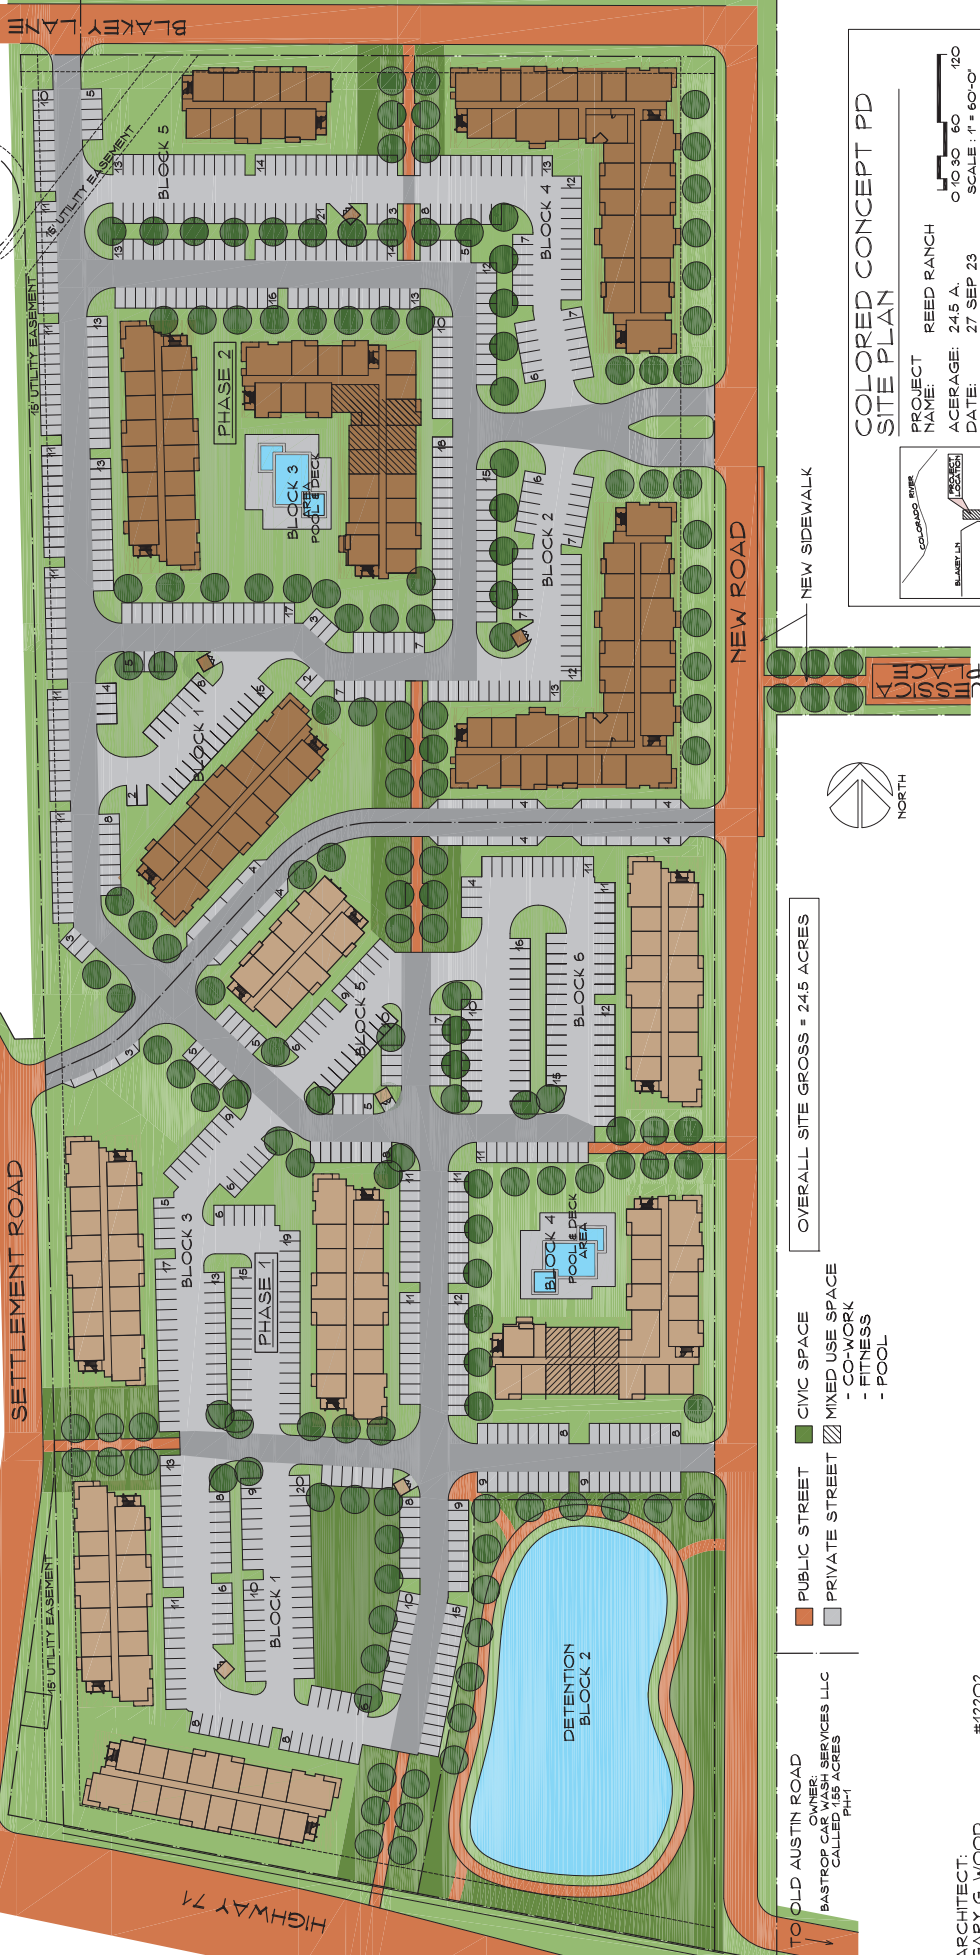 BLAKEY LANE
15' UTILITY EASEMENT
15' UTILITY EASEMENT
BLOCK 5
BLOCK 4
PHASE 2
BLOCK 3
POOL & DECK
AREA
BLOCK 2
BLOCK 1
NEW ROAD
NEW SIDEWALK
JESSICA
PLACE
SETTLEMENT ROAD
BLOCK 5
BLOCK 6
BLOCK 3
PHASE 1
BLOCK 4
POOL & DECK
AREA
15' UTILITY EASEMENT
BLOCK 1
DETENTION
BLOCK 2
HIGHWAY 71
COLORED CONCEPT PD
SITE PLAN
PROJECT
NAME: REED RANCH
ACERAGE: 24.5 A.
DATE: 27 SEP 23
0 10 30 60 120
SCALE : 1" = 60'-0"
COLORADO RIVER
PROJECT
LOCATION
BLAKEY LN
NORTH
OVERALL SITE GROSS = 24.5 ACRES
PUBLIC STREET
CIVIC SPACE
PRIVATE STREET
MIXED USE SPACE
- CO-WORK
- FITNESS
- POOL
TO OLD AUSTIN ROAD
OWNER:
BASTROP CAR WASH SERVICES LLC
CALLED 1.55 ACRES
PH-1
ARCHITECT:
WOOD